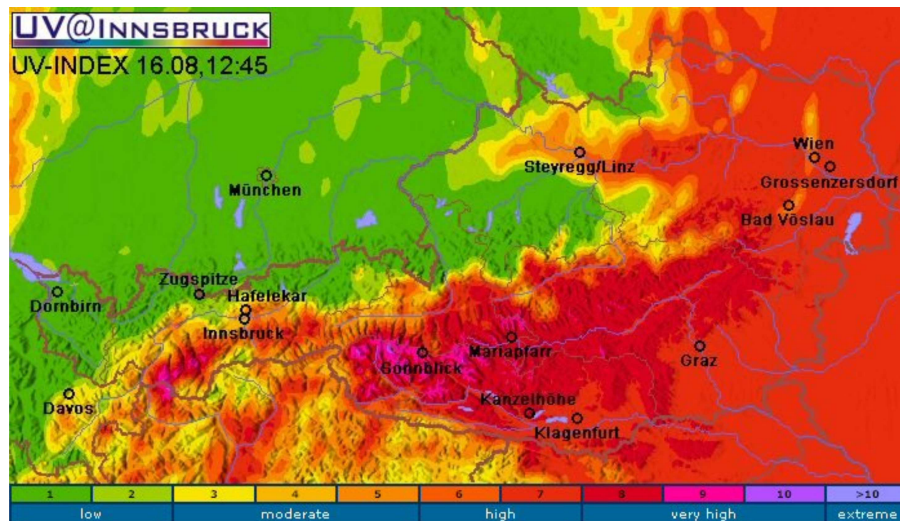 UV@INNSBRUCK
UV-INDEX 16.08.12:45
Wien
Steyregg/Linz
Grossenzersdorf
München
Bad Vöslau
Zugspitze
Dornbirn
Hafelekar
Innsbruck
Mariapfarr
Graz
Sonnblick
Davos
Kanzelhöhe
Klagenfurt
1 2 3 4 5 6 7 8 9 10 >10
low moderate high very high extreme